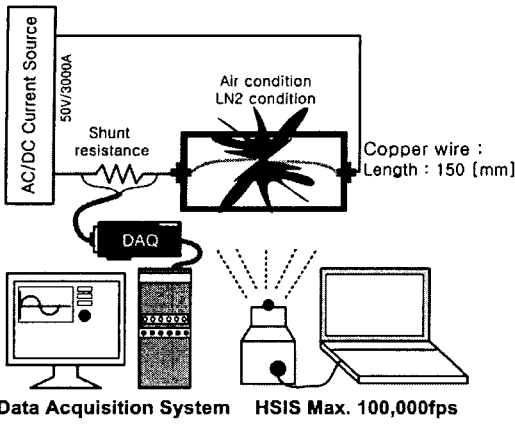 AC/DC Current Source
50V/3000A
Air condition
LN2 condition
Shunt
resistance
Copper wire :
Length : 150 [mm]
DAQ
Data Acquisition System
HSIS Max. 100,000fps